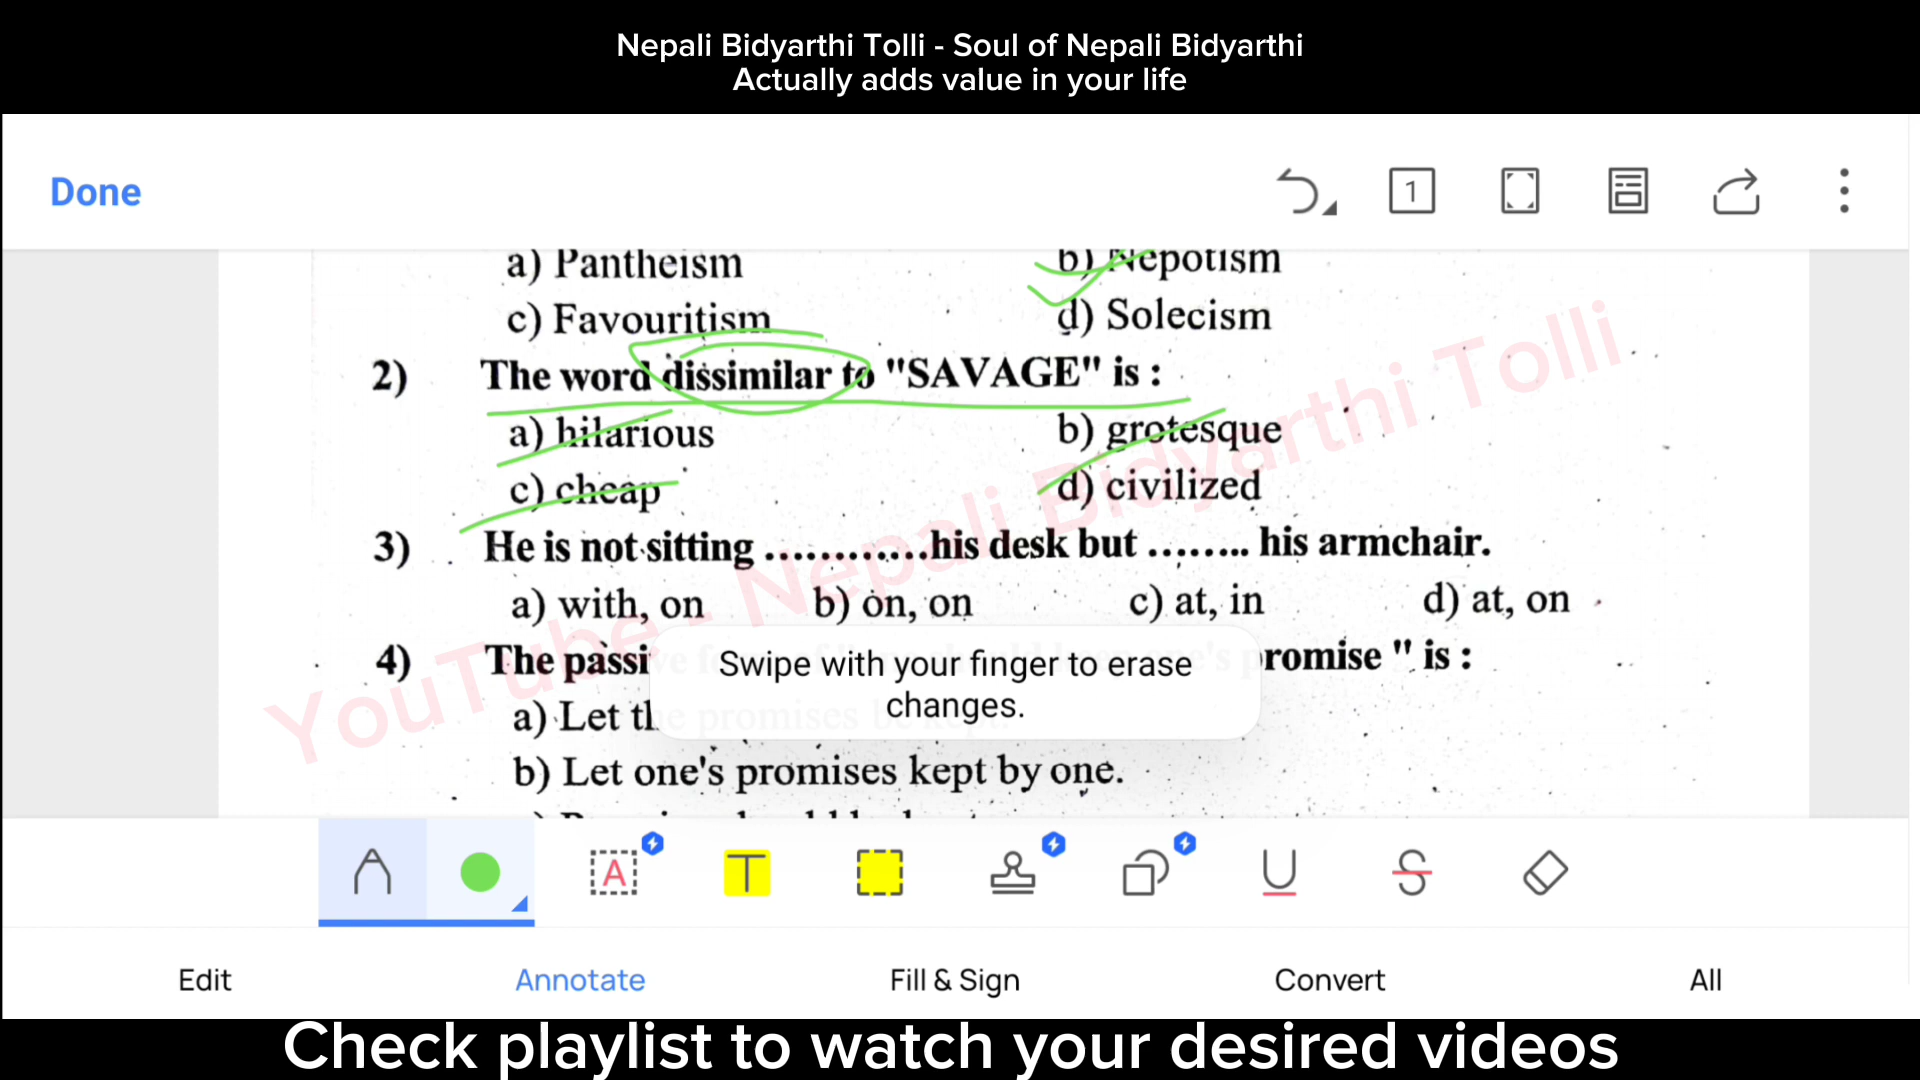 Nepali Bidyarthi Tolli - Soul of Nepali Bidyarthi
Actually adds value in your life
Done
1
a) Pantheism b) Nepotism
c) Favouritism d) Solecism
2) The word dissimilar to "SAVAGE" is :
a) hilarious b) grotesque
c) cheap d) civilized
3) He is not sitting ............his desk but ........ his armchair.
a) with, on b) on, on c) at, in d) at, on
4) The passi romise " is :
Swipe with your finger to erase
changes.
a) Let
b) Let one's promises kept by one.
YouTube - Nepali Bidyarthi Tolli
A T U S
Edit Annotate Fill & Sign Convert All
Check playlist to watch your desired videos